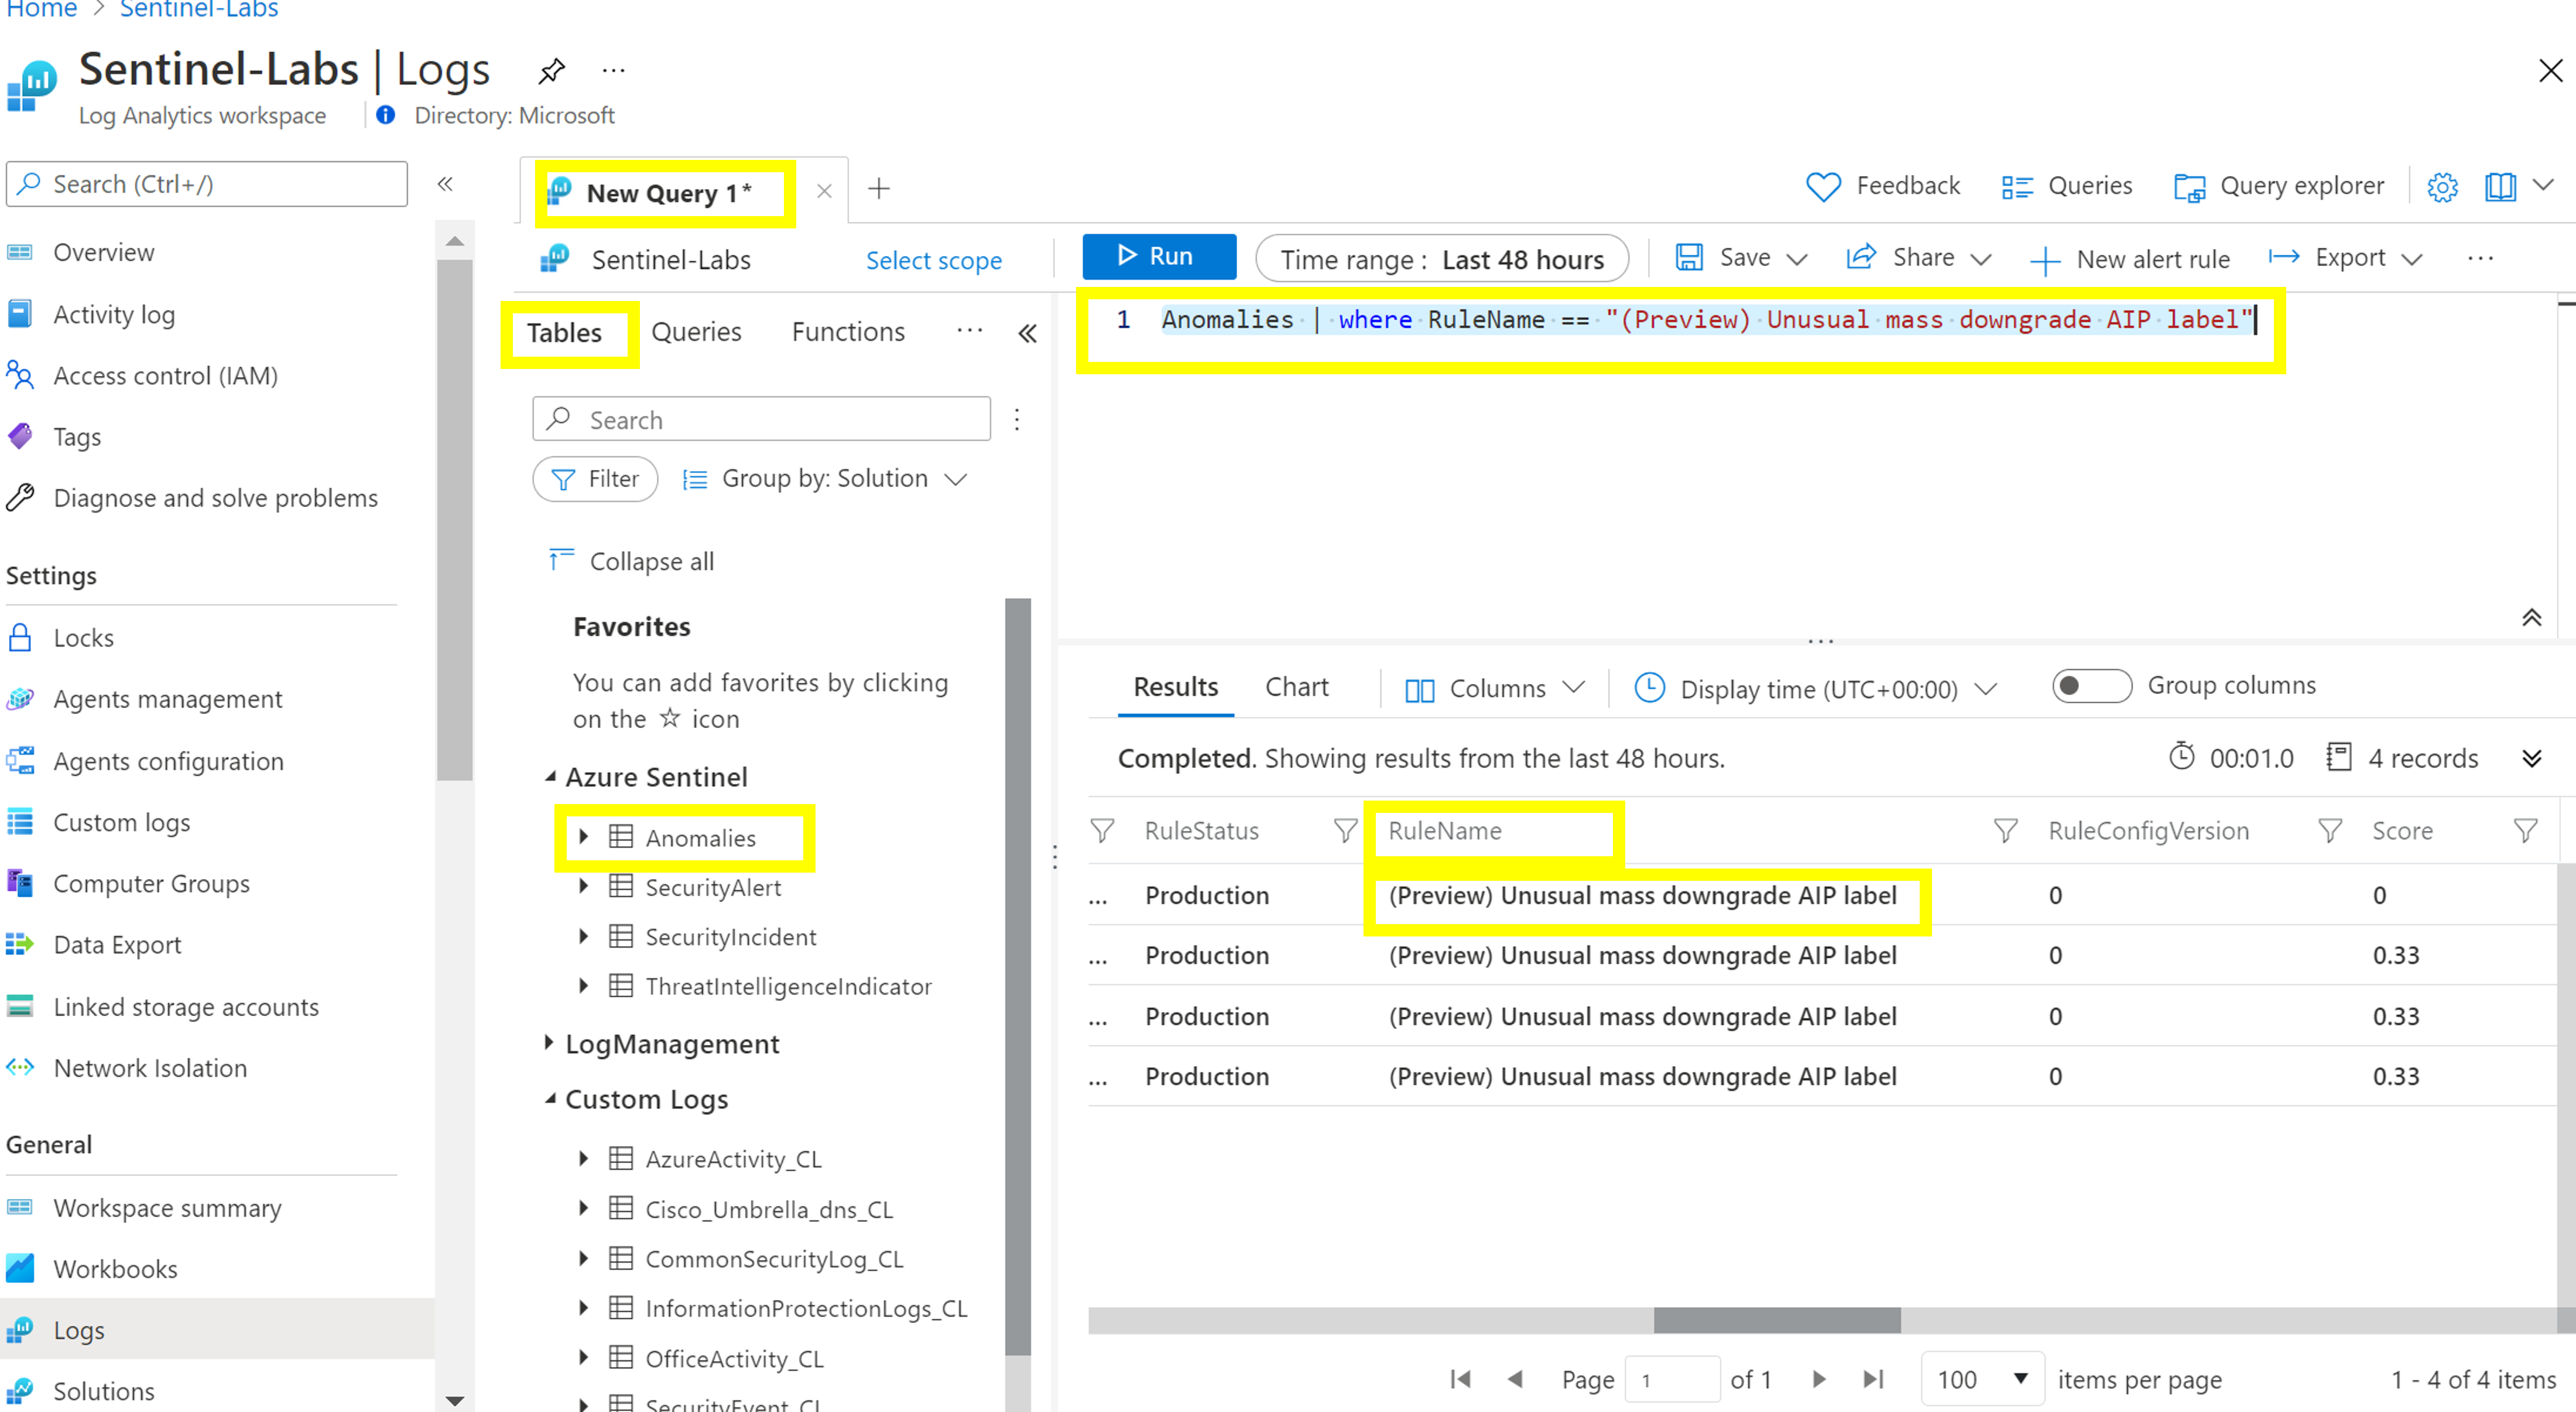 Home > Sentinel-Labs
Sentinel-Labs | Logs ...
Log Analytics workspace
Directory: Microsoft
Search (Ctrl+/)
Overview
Activity log
Access control (IAM)
Tags
Diagnose and solve problems
Settings
Locks
Agents management
Agents configuration
Custom logs
Computer Groups
Data Export
Linked storage accounts
Network Isolation
General
Workspace summary
Workbooks
Logs
Solutions
New Query 1*
Feedback
Queries
Query explorer
Sentinel-Labs
Select scope
Run
Time range : Last 48 hours
Save
Share
New alert rule
Export
...
Tables
Queries
Functions
...
Search
Filter
Group by: Solution
Collapse all
Favorites
You can add favorites by clicking
on the ☆ icon
Azure Sentinel
Anomalies
SecurityAlert
SecurityIncident
ThreatIntelligenceIndicator
LogManagement
Custom Logs
AzureActivity_CL
Cisco_Umbrella_dns_CL
CommonSecurityLog_CL
InformationProtectionLogs_CL
OfficeActivity_CL
SecurityEvent_CL
1 Anomalies | where RuleName == "(Preview) Unusual mass downgrade AIP label"
Results
Chart
Columns
Display time (UTC+00:00)
Group columns
Completed. Showing results from the last 48 hours.
00:01.0
4 records
RuleStatus RuleName RuleConfigVersion Score
... Production (Preview) Unusual mass downgrade AIP label 0 0
... Production (Preview) Unusual mass downgrade AIP label 0 0.33
... Production (Preview) Unusual mass downgrade AIP label 0 0.33
... Production (Preview) Unusual mass downgrade AIP label 0 0.33
Page 1 of 1
100 items per page
1 - 4 of 4 items